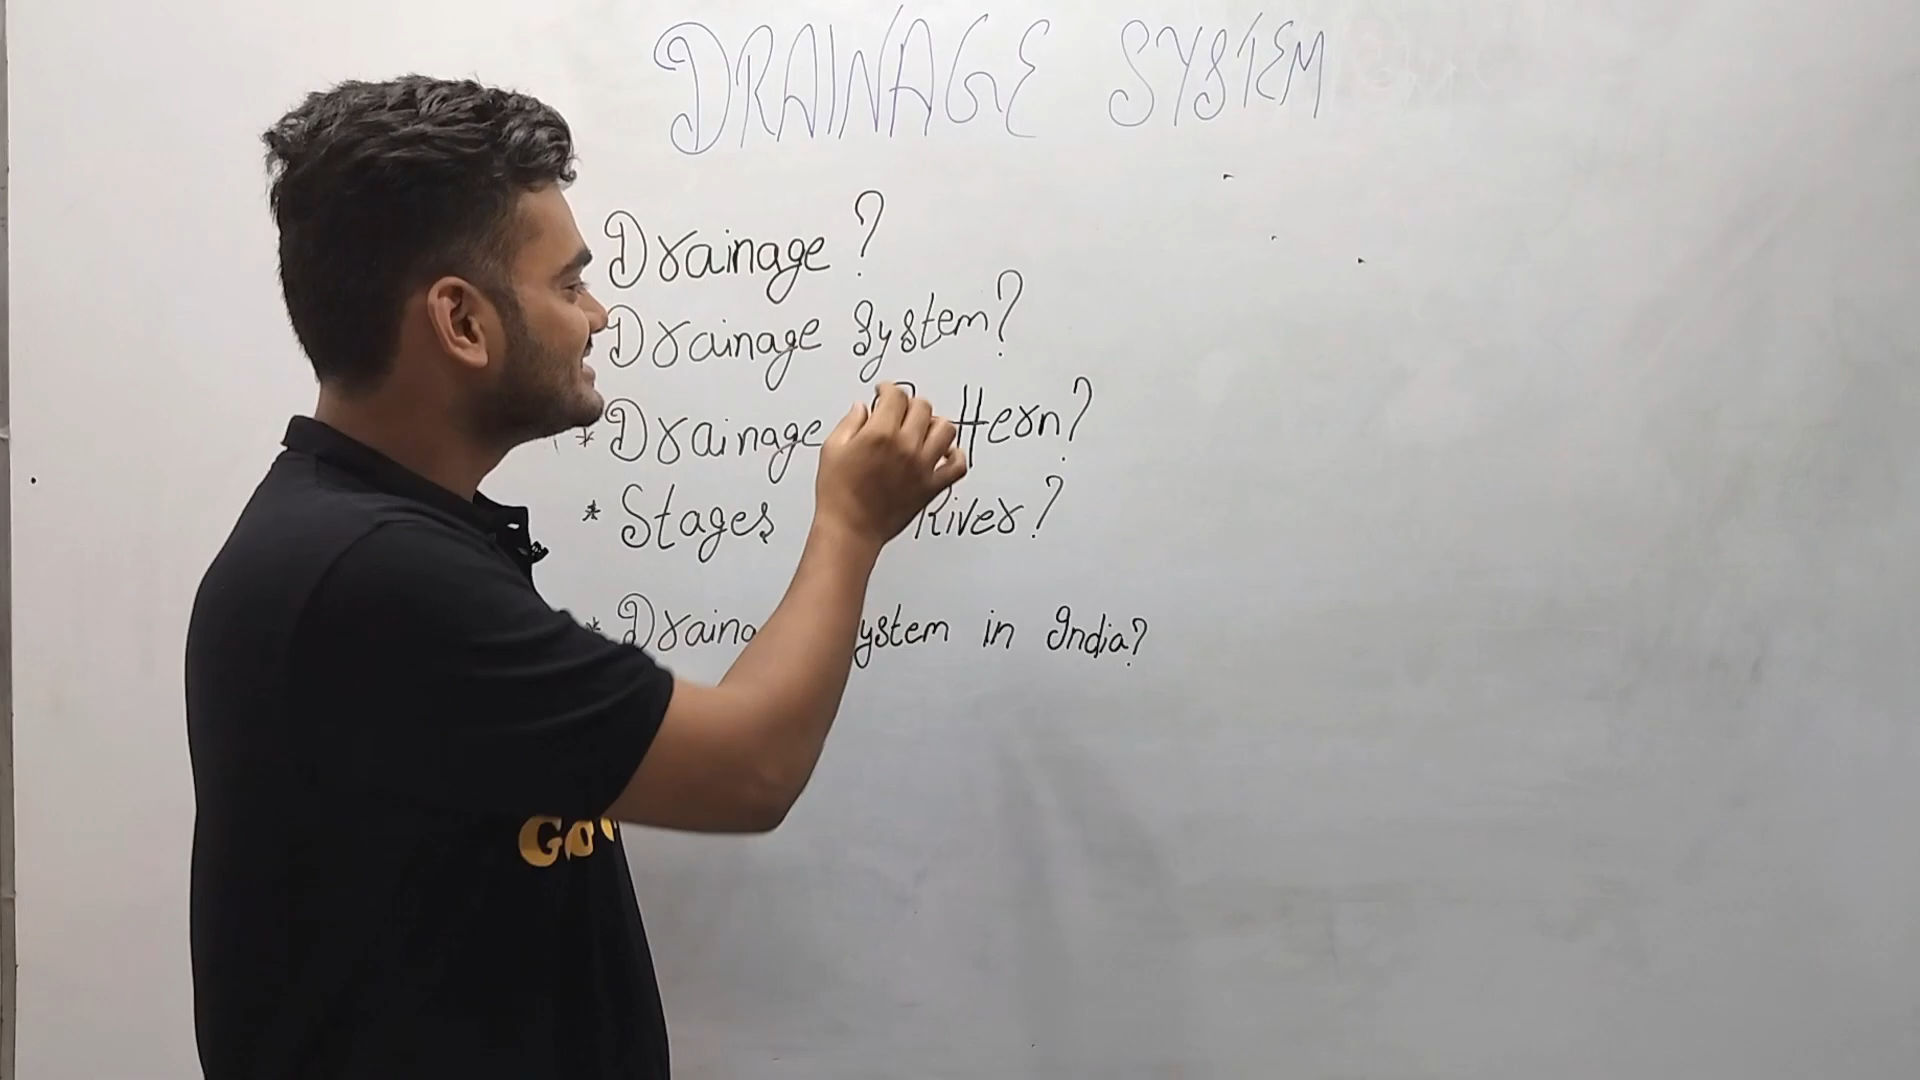 DRAINAGE SYSTEM
Drainage ?
Drainage System?
* Drainage ttern?
* Stages River?
* Draina ystem in India?
Go